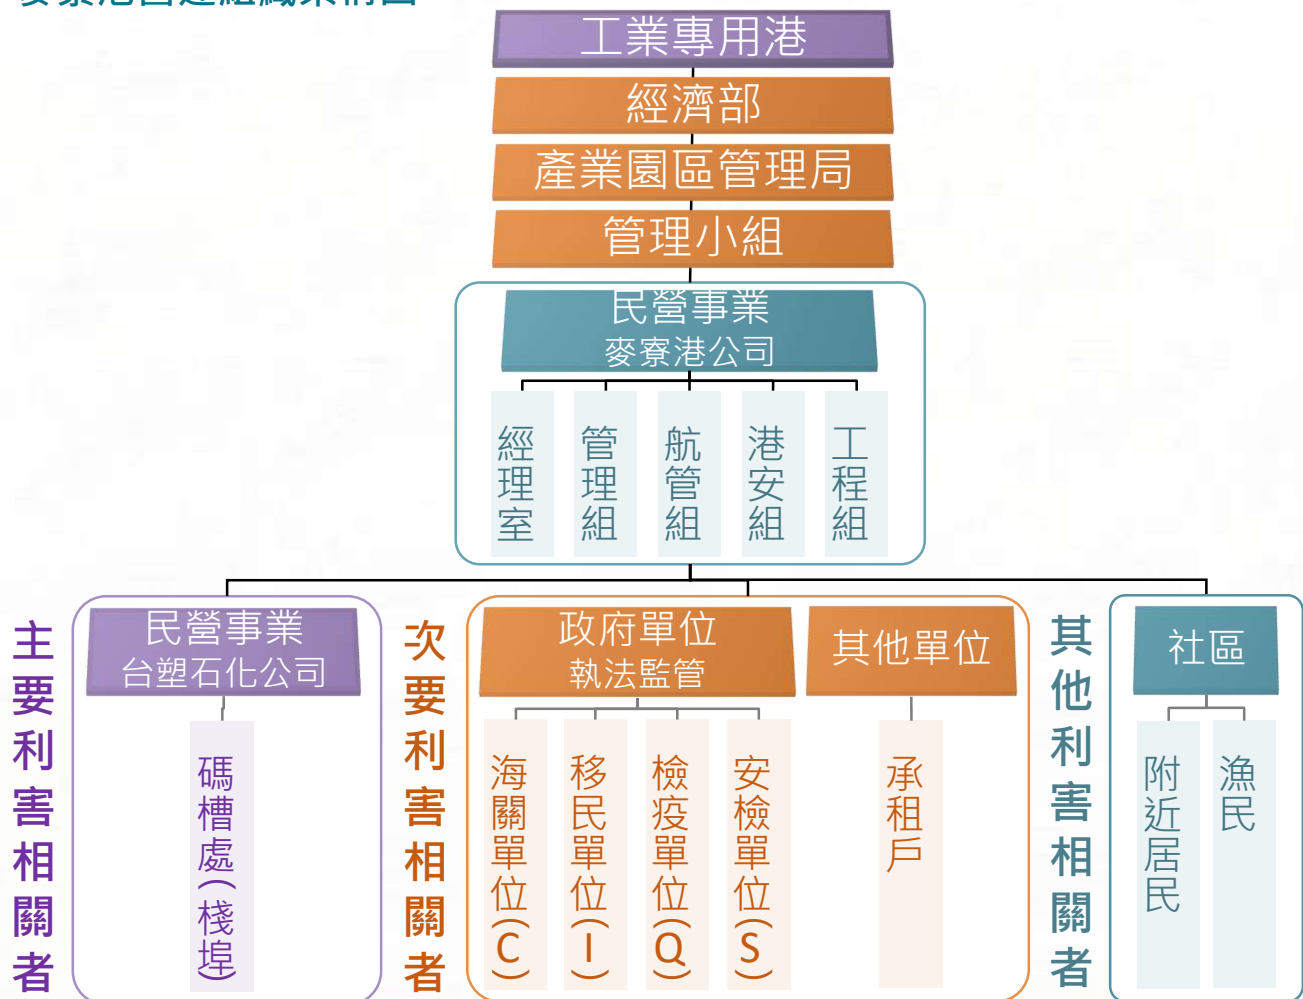 工業專用港
經濟部
產業園區管理局
管理小組
民營事業
麥寮港公司
經理室
管理組
航管組
港安組
工程組
主要利害相關者
民營事業
台塑石化公司
碼槽處(棧埠)
次要利害相關者
政府單位
執法監管
海關單位(C)
移民單位(I)
檢疫單位(Q)
安檢單位(S)
其他單位
承租戶
其他利害相關者
社區
附近居民
漁民